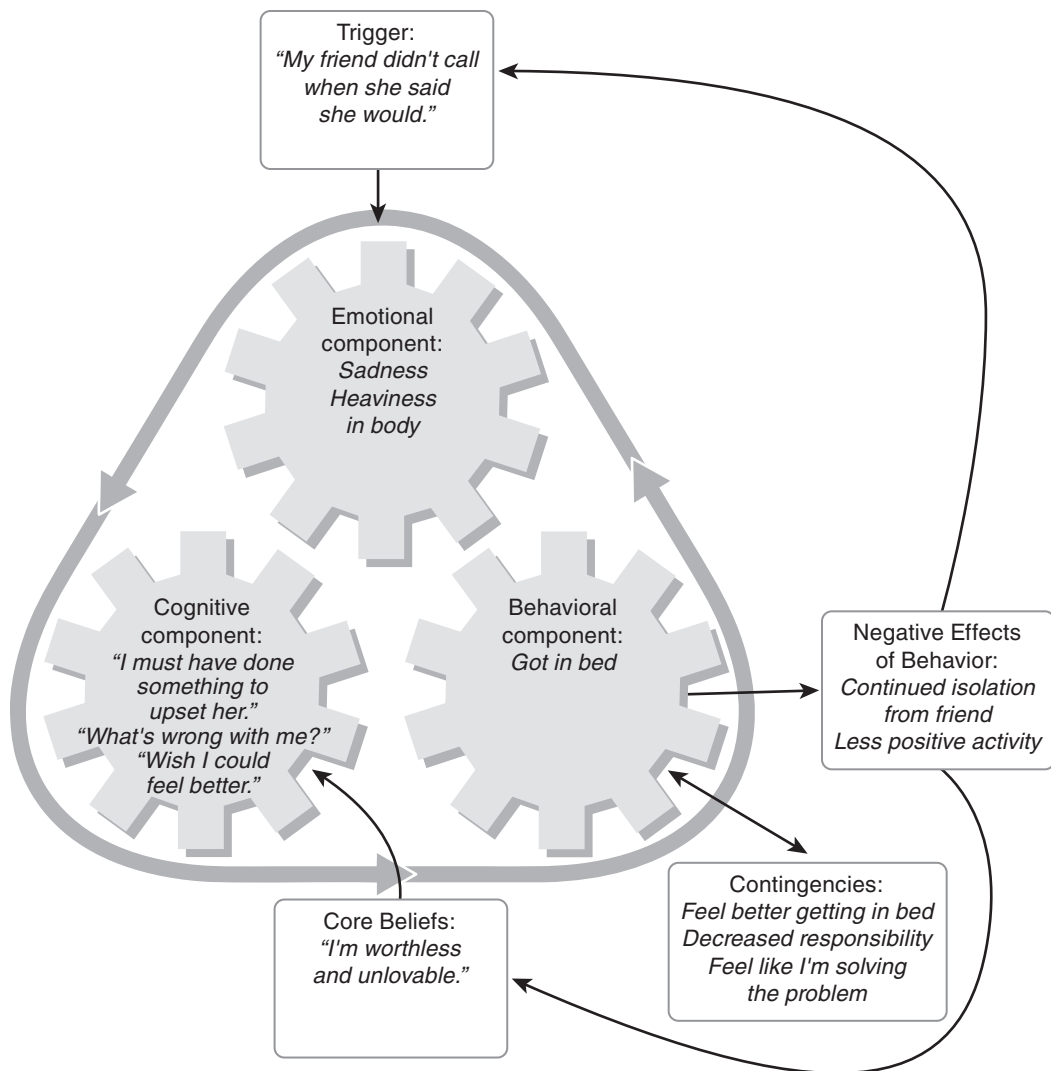 Trigger:
“My friend didn't call
when she said
she would.”
Emotional
component:
Sadness
Heaviness
in body
Cognitive
component:
“I must have done
something to
upset her.”
“What's wrong with me?”
“Wish I could
feel better.”
Behavioral
component:
Got in bed
Negative Effects
of Behavior:
Continued isolation
from friend
Less positive activity
Core Beliefs:
“I'm worthless
and unlovable.”
Contingencies:
Feel better getting in bed
Decreased responsibility
Feel like I'm solving
the problem